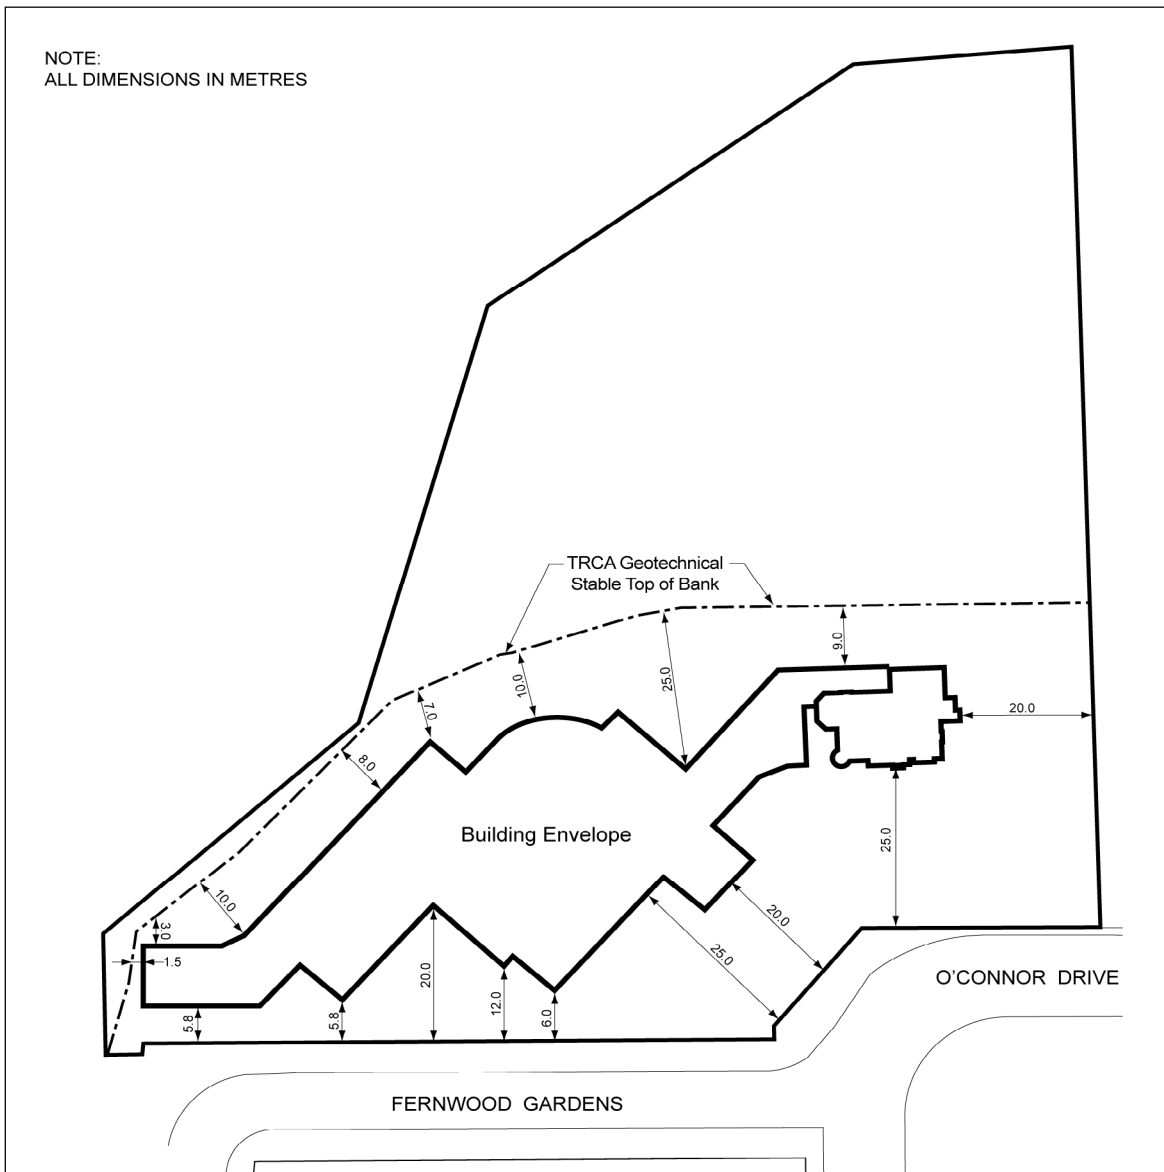 NOTE:
ALL DIMENSIONS IN METRES
TRCA Geotechnical
Stable Top of Bank
9.0
25.0
10.0
7.0
20.0
8.0
Building Envelope
25.0
10.0
3.0
20.0
25.0
1.5
20.0
12.0
6.0
5.8
5.8
O'CONNOR DRIVE
FERNWOOD GARDENS